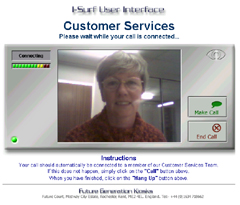 I-Surf User Interface
Customer Services
Please wait while your call is connected...
Connecting
Make Call
End Call
Instructions
Your call should automatically be connected to a member of our Customer Services Team.
If this does not happen, simply click on the "Call" button above.
When you have finished, click on the "Hang Up" button above.
Future Generation Kiosks